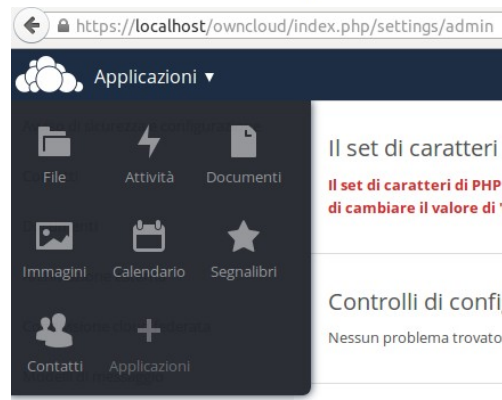 https://localhost/owncloud/index.php/settings/admin
Applicazioni ▼
File
Attività
Documenti
Immagini
Calendario
Segnalibri
Contatti
Applicazioni
Il set di caratteri
Il set di caratteri di PHP
di cambiare il valore di '
Controlli di confi
Nessun problema trovato